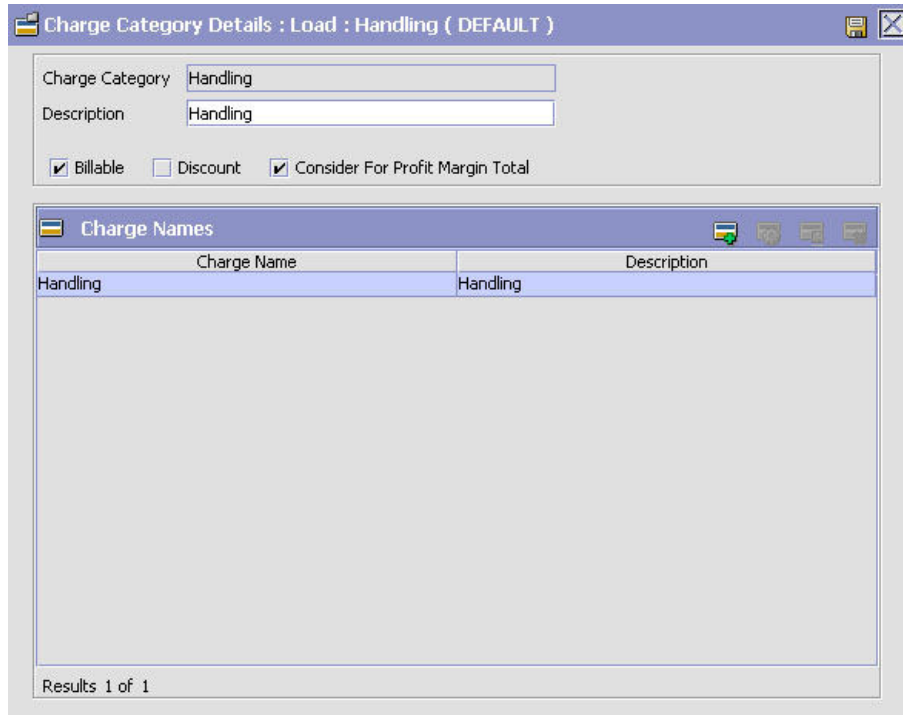 Charge Category Details : Load : Handling ( DEFAULT )
Charge Category Handling
Description Handling
Billable Discount Consider For Profit Margin Total
Charge Names
Charge Name Description
Handling Handling
Results 1 of 1